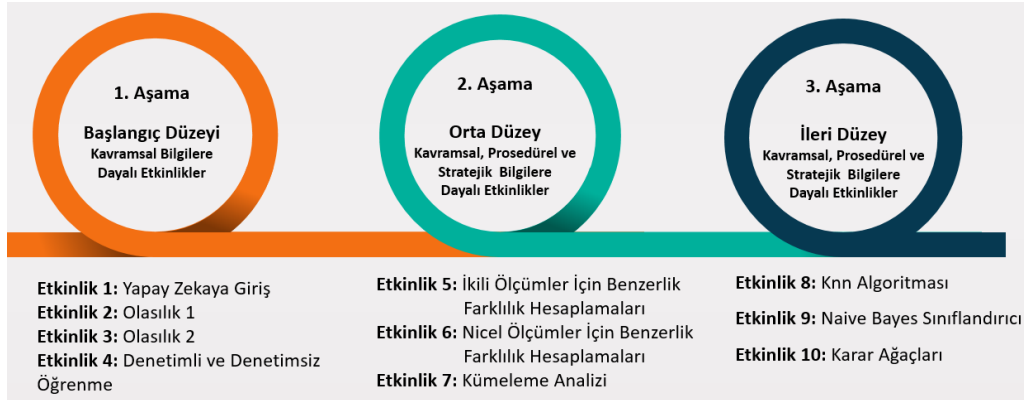 1. Aşama
Başlangıç Düzeyi
Kavramsal Bilgilere
Dayalı Etkinlikler
2. Aşama
Orta Düzey
Kavramsal, Prosedürel ve
Stratejik Bilgilere
Dayalı Etkinlikler
3. Aşama
İleri Düzey
Kavramsal, Prosedürel ve
Stratejik Bilgilere
Dayalı Etkinlikler
Etkinlik 1: Yapay Zekaya Giriş
Etkinlik 2: Olasılık 1
Etkinlik 3: Olasılık 2
Etkinlik 4: Denetimli ve Denetimsiz
Öğrenme
Etkinlik 5: İkili Ölçümler İçin Benzerlik
Farklılık Hesaplamaları
Etkinlik 6: Nicel Ölçümler İçin Benzerlik
Farklılık Hesaplamaları
Etkinlik 7: Kümeleme Analizi
Etkinlik 8: Knn Algoritması
Etkinlik 9: Naive Bayes Sınıflandırıcı
Etkinlik 10: Karar Ağaçları